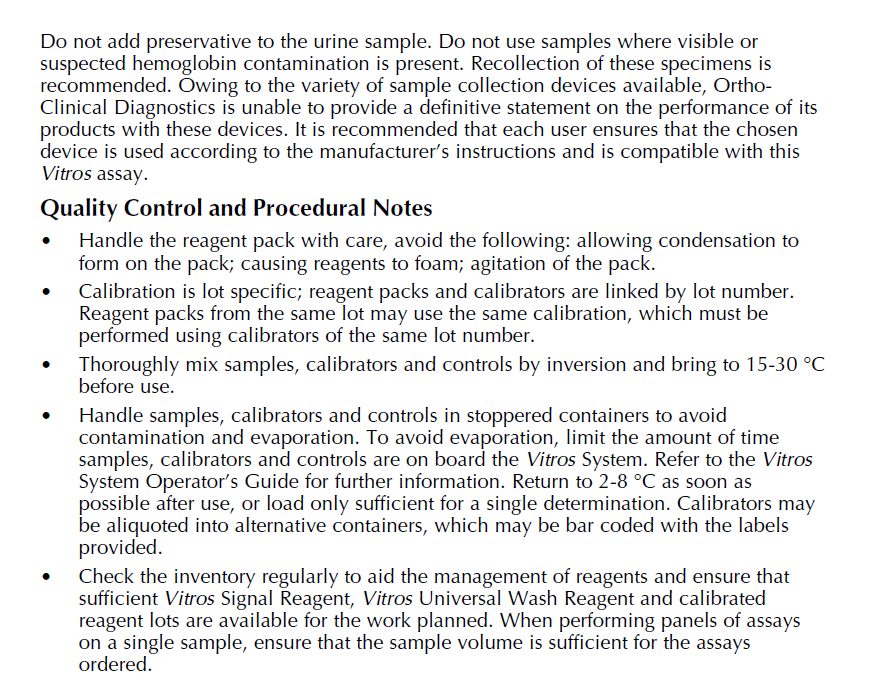 Do not add preservative to the urine sample. Do not use samples where visible or
suspected hemoglobin contamination is present. Recollection of these specimens is
recommended. Owing to the variety of sample collection devices available, Ortho-
Clinical Diagnostics is unable to provide a definitive statement on the performance of its
products with these devices. It is recommended that each user ensures that the chosen
device is used according to the manufacturer's instructions and is compatible with this
Vitros assay.
Quality Control and Procedural Notes
• Handle the reagent pack with care, avoid the following: allowing condensation to
form on the pack; causing reagents to foam; agitation of the pack.
• Calibration is lot specific; reagent packs and calibrators are linked by lot number.
Reagent packs from the same lot may use the same calibration, which must be
performed using calibrators of the same lot number.
• Thoroughly mix samples, calibrators and controls by inversion and bring to 15-30 °C
before use.
• Handle samples, calibrators and controls in stoppered containers to avoid
contamination and evaporation. To avoid evaporation, limit the amount of time
samples, calibrators and controls are on board the Vitros System. Refer to the Vitros
System Operator's Guide for further information. Return to 2-8 °C as soon as
possible after use, or load only sufficient for a single determination. Calibrators may
be aliquoted into alternative containers, which may be bar coded with the labels
provided.
• Check the inventory regularly to aid the management of reagents and ensure that
sufficient Vitros Signal Reagent, Vitros Universal Wash Reagent and calibrated
reagent lots are available for the work planned. When performing panels of assays
on a single sample, ensure that the sample volume is sufficient for the assays
ordered.